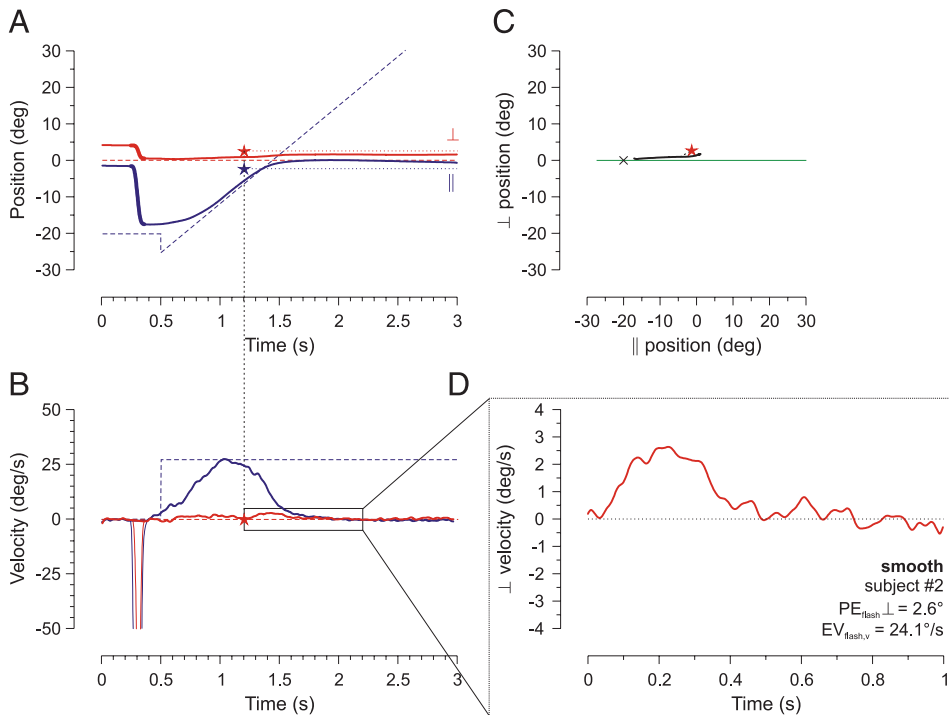 A
30
20
10
0
-10
-20
-30
Position (deg)
⊥
||
0 0.5 1 1.5 2 2.5 3
Time (s)
C
30
20
10
0
-10
-20
-30
⊥ position (deg)
-30 -20 -10 0 10 20 30
|| position (deg)
B
50
25
0
-25
-50
Velocity (deg/s)
0 0.5 1 1.5 2 2.5 3
Time (s)
D
4
3
2
1
0
-1
-2
-3
-4
⊥ velocity (deg/s)
smooth
subject #2
PEflash⊥ = 2.6°
EVflash,v = 24.1°/s
0 0.2 0.4 0.6 0.8 1
Time (s)